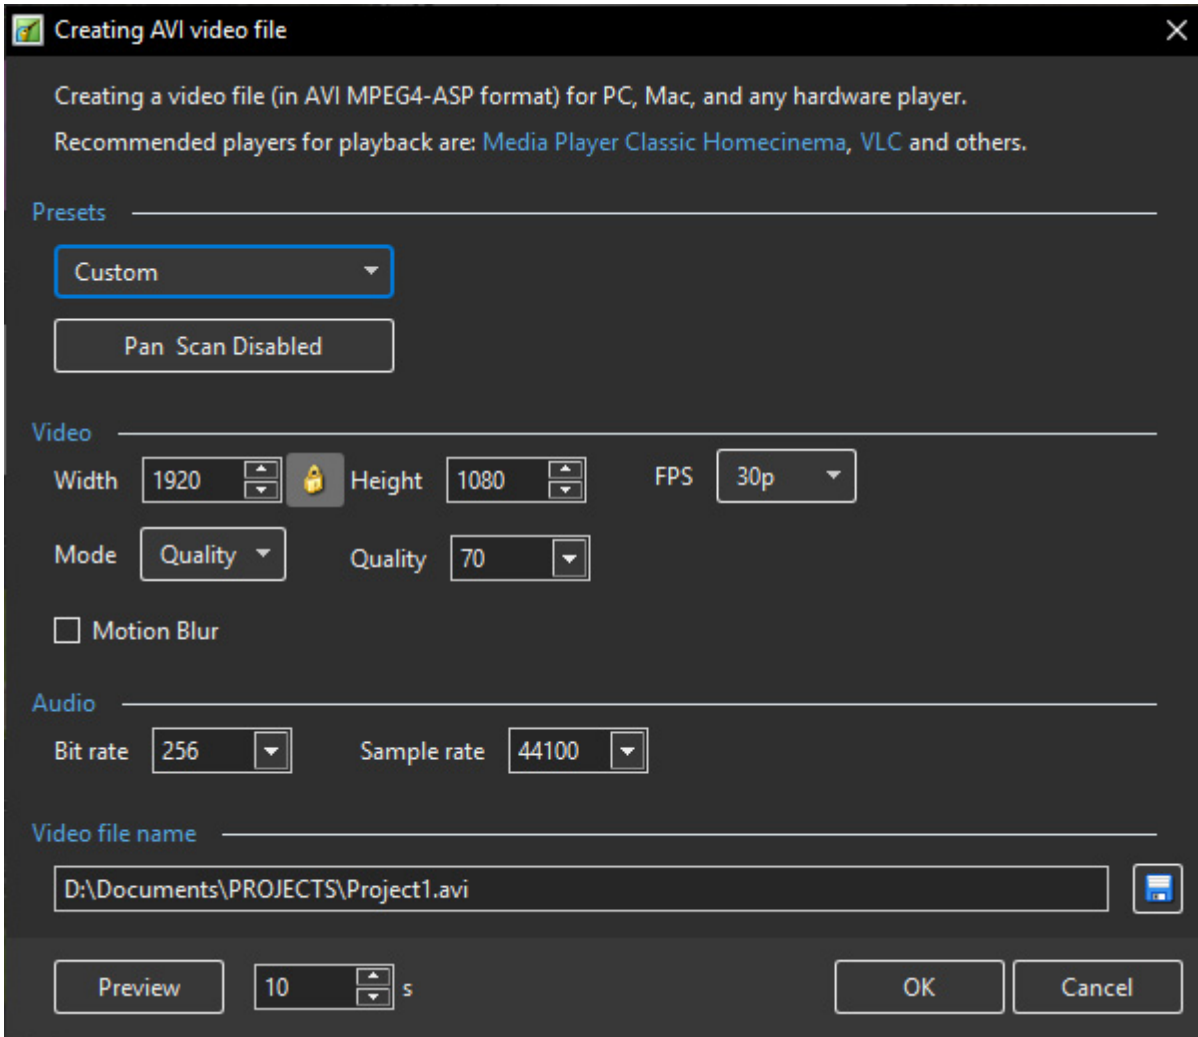 Creating AVI video file
Creating a video file (in AVI MPEG4-ASP format) for PC, Mac, and any hardware player.
Recommended players for playback are: Media Player Classic Homecinema, VLC and others.
Presets
Custom
Pan  Scan Disabled
Video
Width 1920 Height 1080 FPS 30p
Mode Quality Quality 70
Motion Blur
Audio
Bit rate 256 Sample rate 44100
Video file name
D:\Documents\PROJECTS\Project1.avi
Preview 10 s OK Cancel